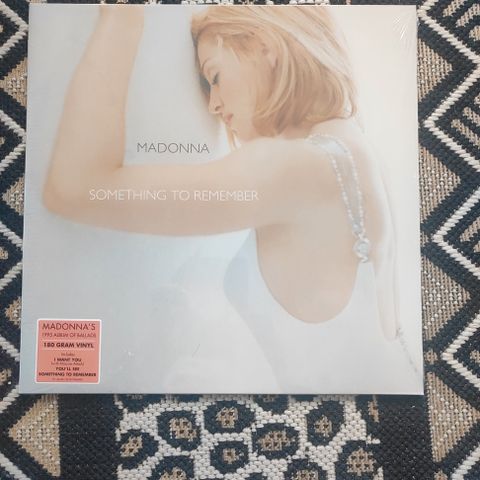 MADONNA
SOMETHING TO REMEMBER
MADONNA'S
1995 ALBUM OF BALLADS
180 GRAM VINYL
Includes
I WANT YOU
YOU'LL SEE
SOMETHING TO REMEMBER